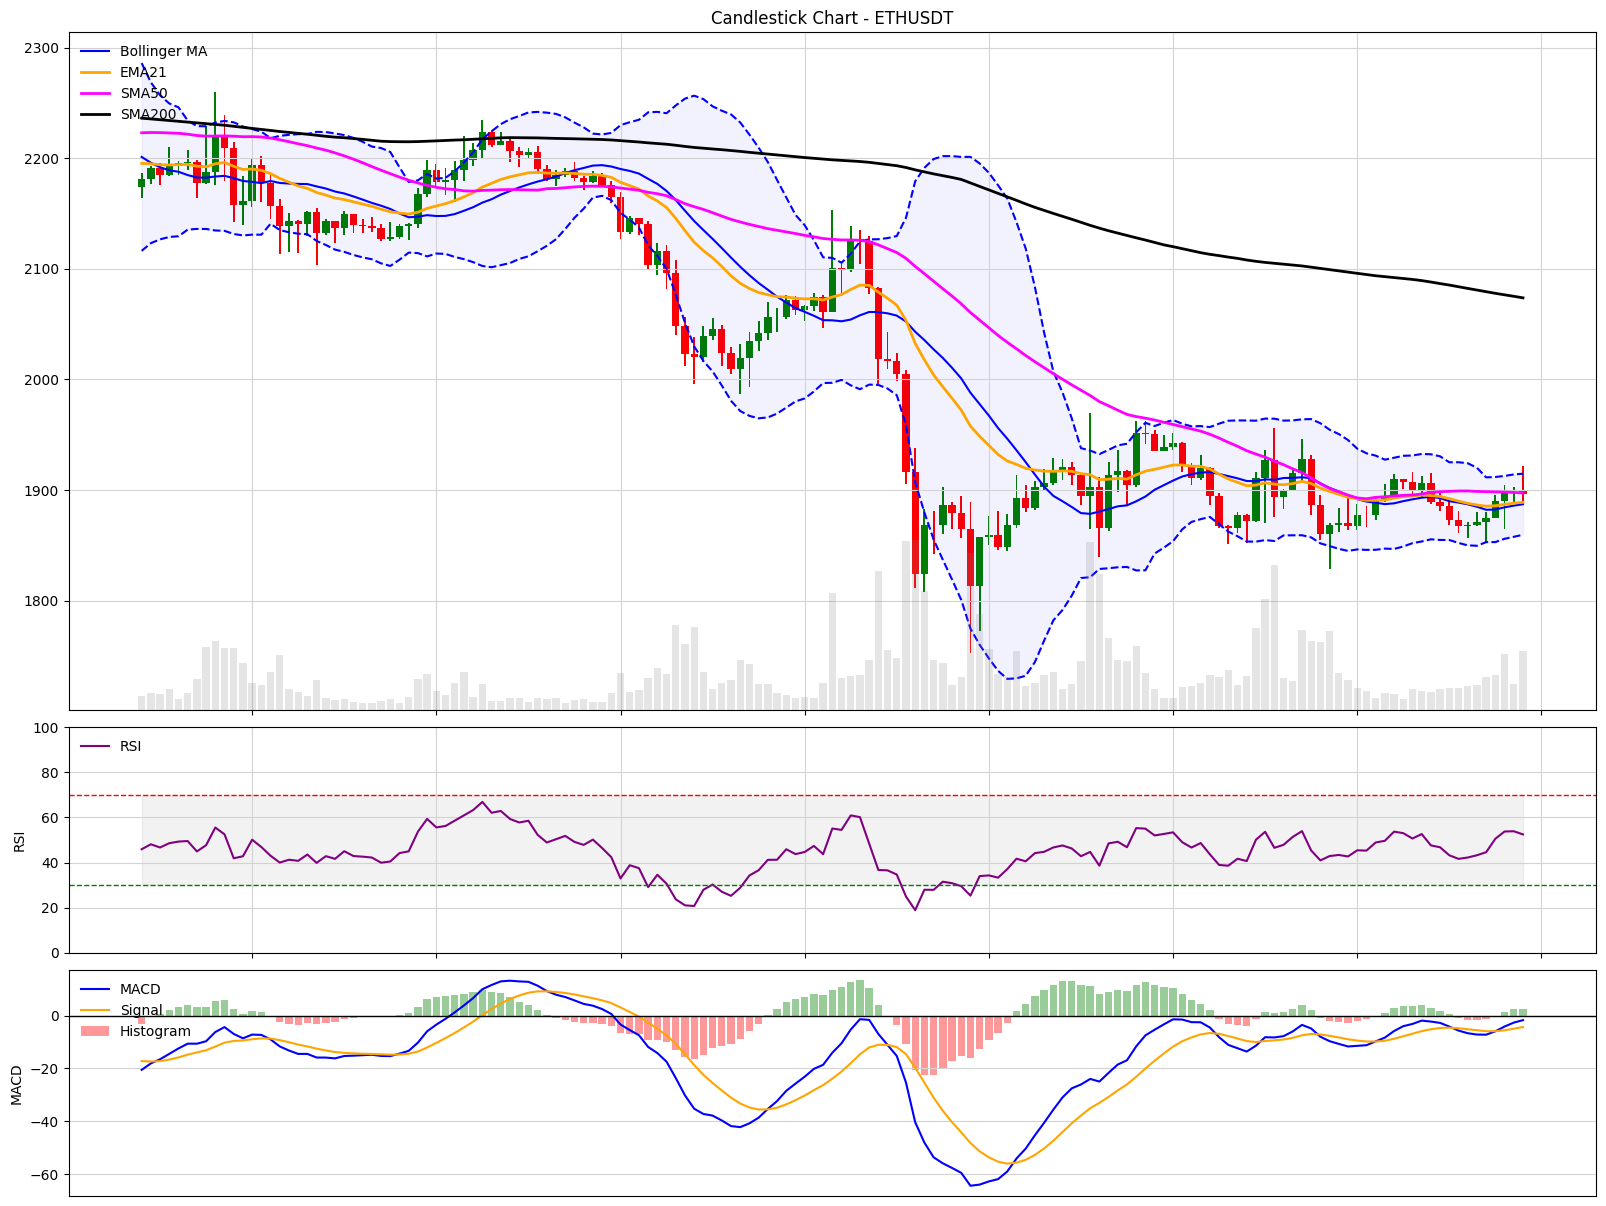 Candlestick Chart - ETHUSDT
2300
2200
2100
2000
1900
1800
Bollinger MA
EMA21
SMA50
SMA200
100
80
60
40
20
0
RSI
RSI
0
−20
−40
−60
MACD
MACD
Signal
Histogram